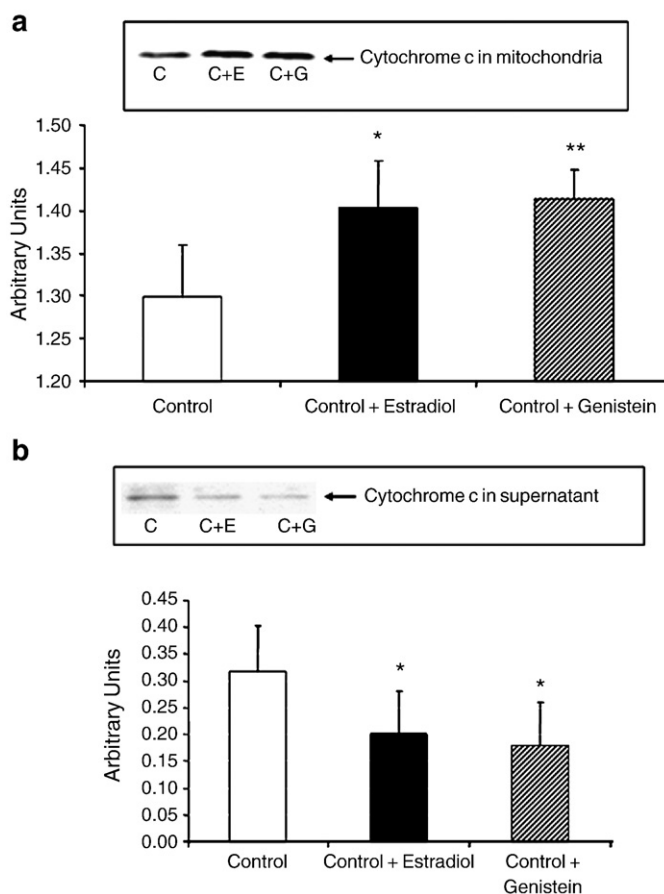 a
C C+E C+G
Cytochrome c in mitochondria
1.50
1.45
1.40
1.35
1.30
1.25
1.20
Arbitrary Units
*
**
Control Control + Estradiol Control + Genistein
b
C C+E C+G
Cytochrome c in supernatant
0.45
0.40
0.35
0.30
0.25
0.20
0.15
0.10
0.05
0.00
Arbitrary Units
*
*
Control Control + Estradiol Control +
Genistein